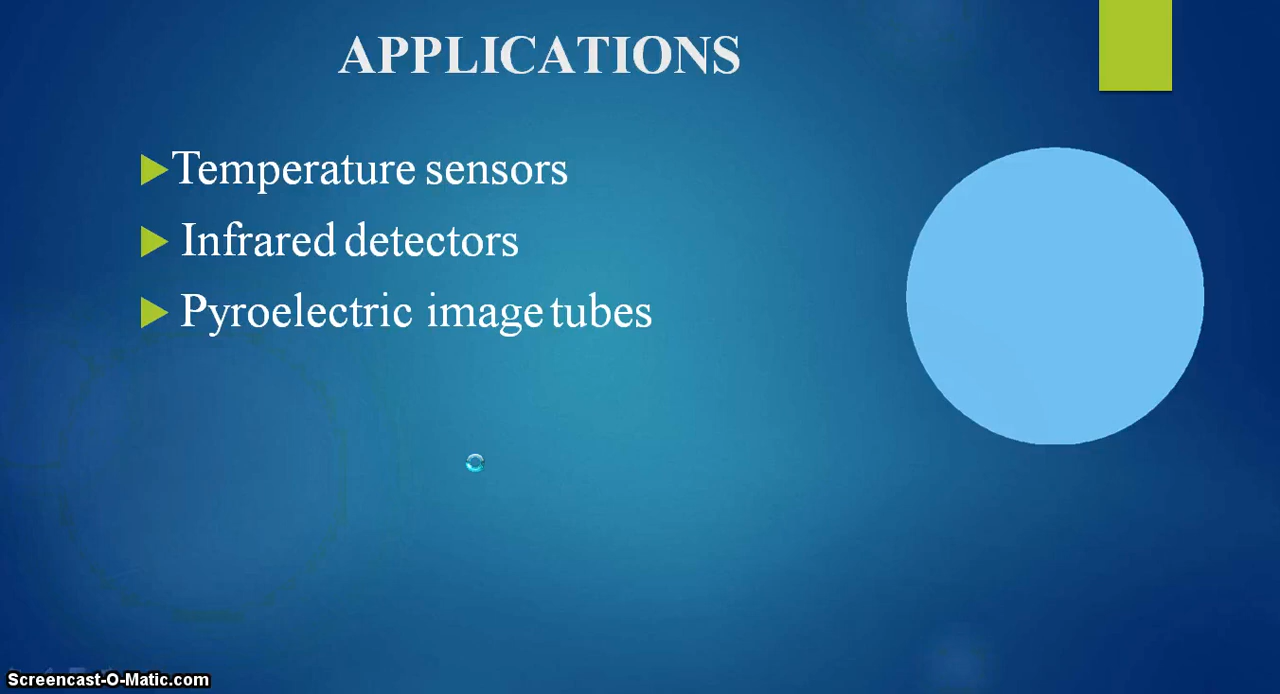 APPLICATIONS
Temperature sensors
Infrared detectors
Pyroelectric image tubes
Screencast-O-Matic.com